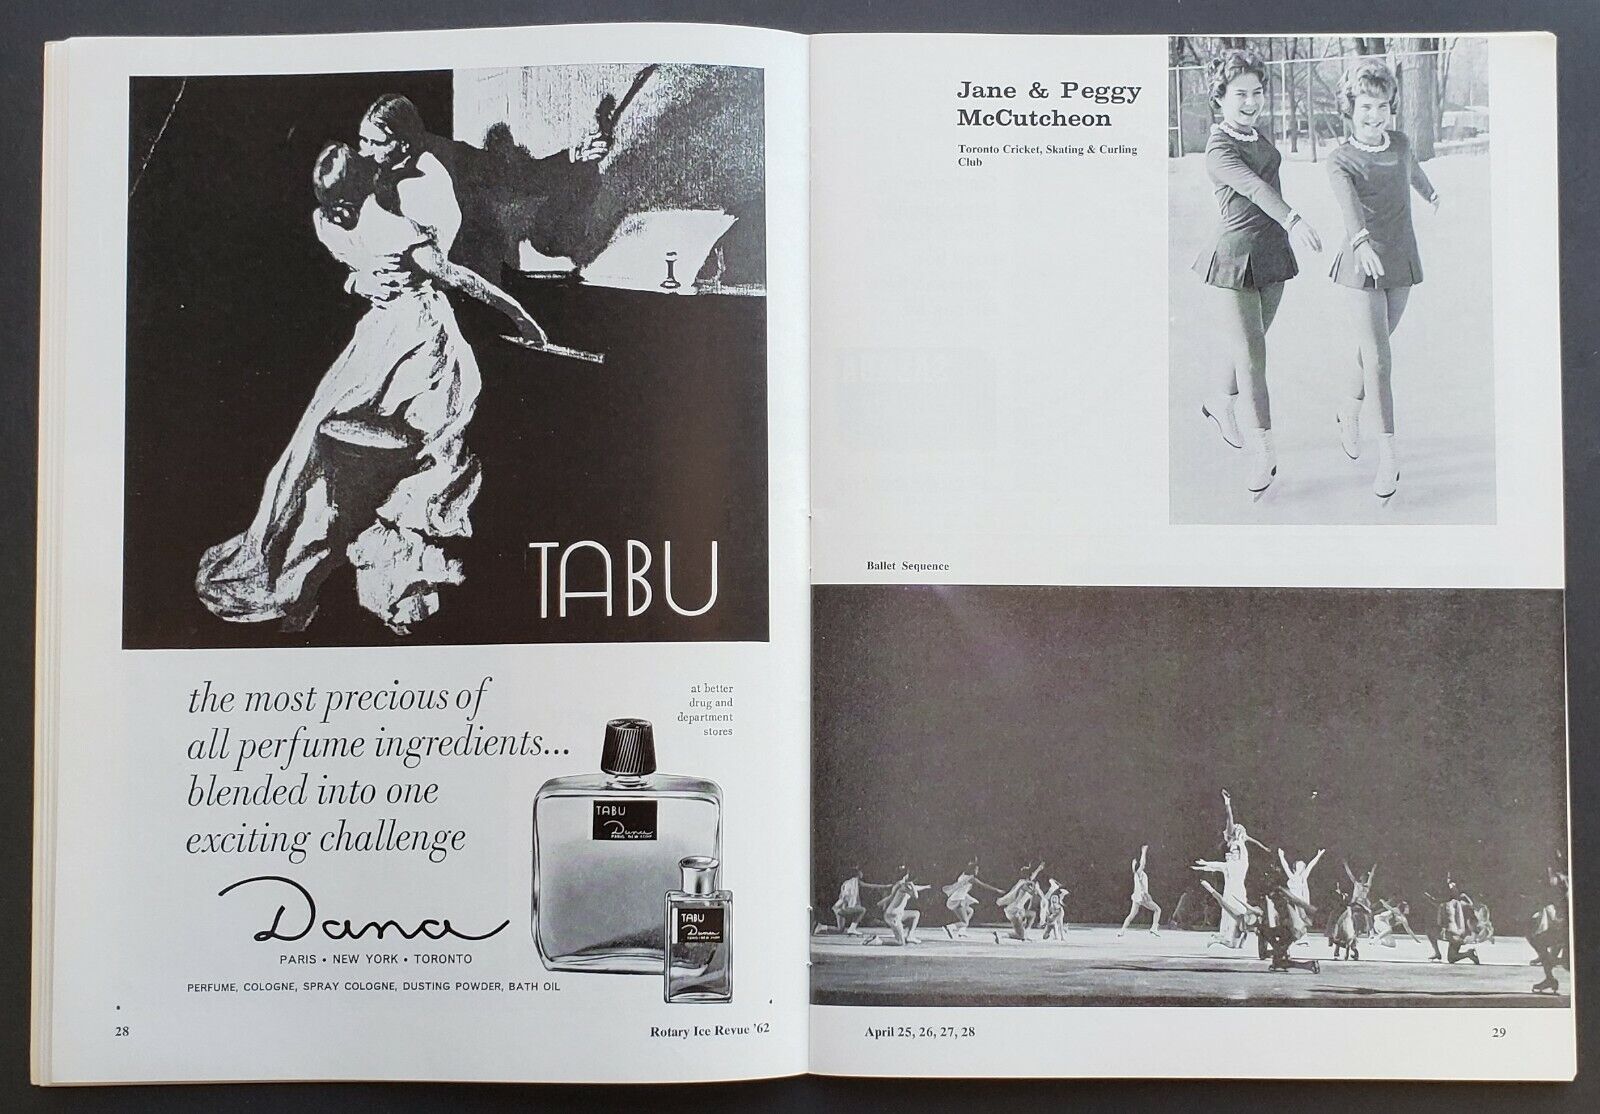 TABU
the most precious of
all perfume ingredients...
blended into one
exciting challenge
at better
drug and
department
stores
TABU
Dana
TABU
Dana
Dana
PARIS • NEW YORK • TORONTO
PERFUME, COLOGNE, SPRAY COLOGNE, DUSTING POWDER, BATH OIL
28
Rotary Ice Revue '62
Jane & Peggy
McCutcheon
Toronto Cricket, Skating & Curling
Club
Ballet Sequence
April 25, 26, 27, 28
29